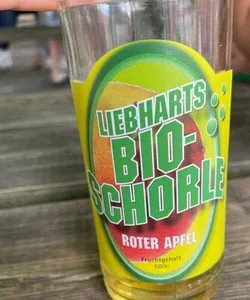 LIEBHARTS
BIO-
SCHORLE
ROTER APFEL
Fruchtgehalt